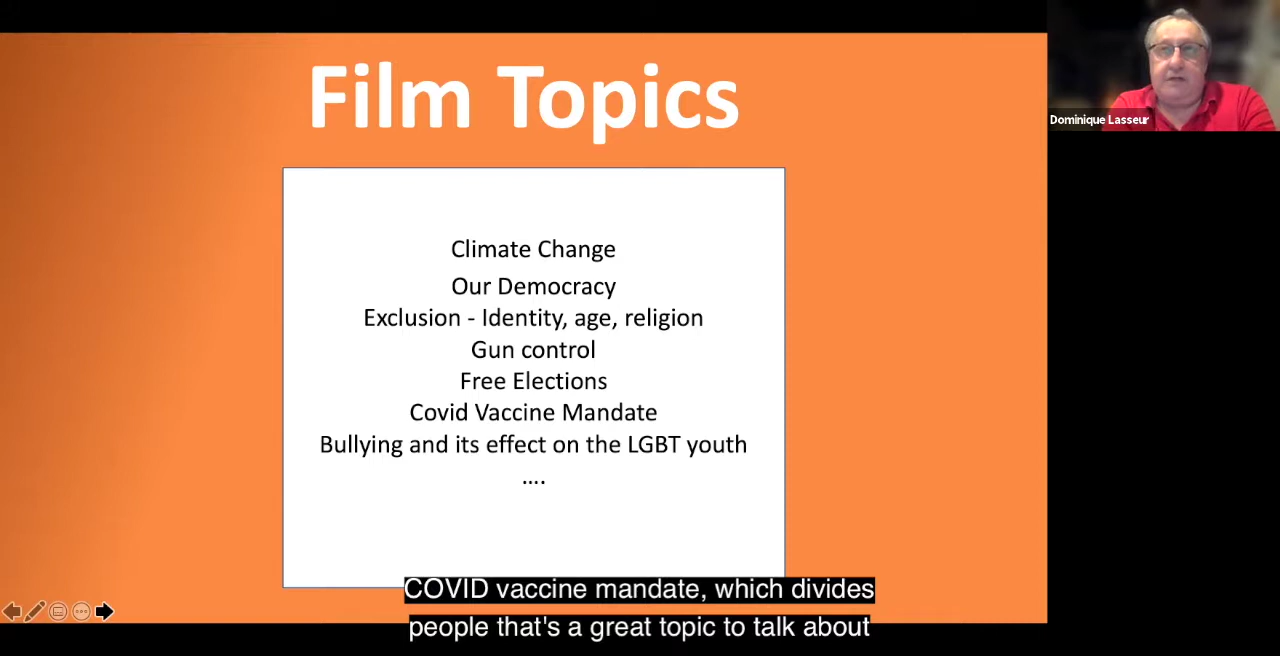 Film Topics
Dominique Lasseur
Climate Change
Our Democracy
Exclusion - Identity, age, religion
Gun control
Free Elections
Covid Vaccine Mandate
Bullying and its effect on the LGBT youth
....
COVID vaccine mandate, which divides
people that's a great topic to talk about